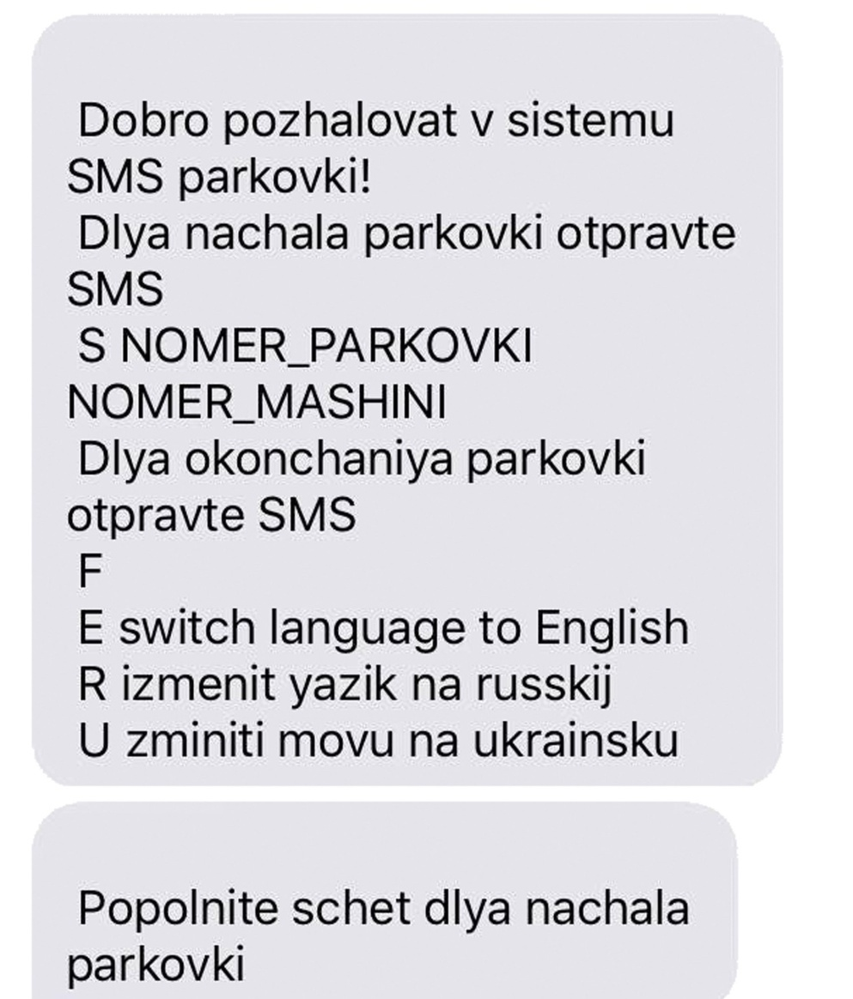 Dobro pozhalovat v sistemu
SMS parkovki!
Dlya nachala parkovki otpravte
SMS
S NOMER_PARKOVKI
NOMER_MASHINI
Dlya okonchaniya parkovki
otpravte SMS
F
E switch language to English
R izmenit yazik na russkij
U zminiti movu na ukrainsku
Popolnite schet dlya nachala
parkovki